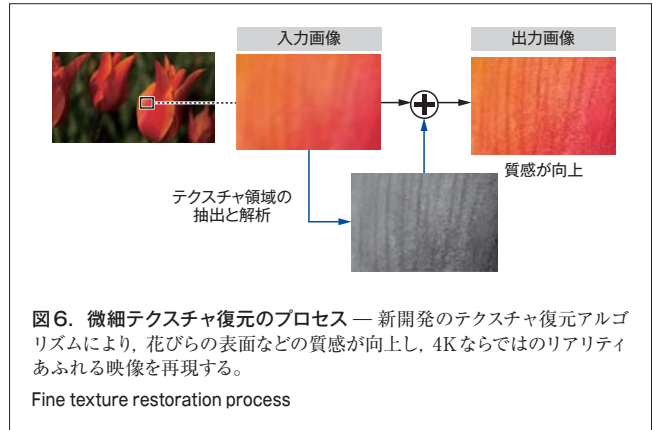 入力画像
出力画像
質感が向上
テクスチャ領域の
抽出と解析
図6. 微細テクスチャ復元のプロセス — 新開発のテクスチャ復元アルゴ
リズムにより，花びらの表面などの質感が向上し，4Kならではのリアリティ
あふれる映像を再現する。
Fine texture restoration process